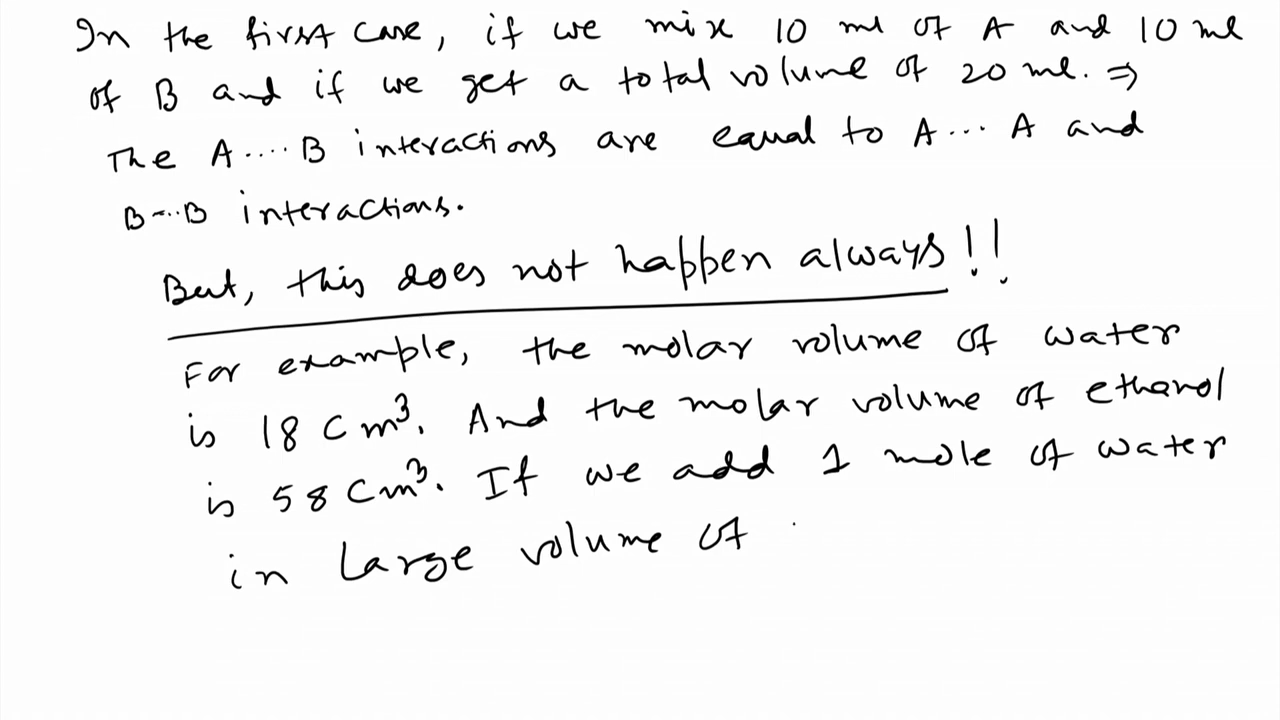 In the first case, if we mix 10 ml of A and 10 ml
of B and if we get a total volume of 20 ml. ⇒
The A....B interactions are equal to A...A and
B...B interactions.
But, this does not happen always!!
For example, the molar volume of water
is 18 Cm³. And the molar volume of ethanol
is 58 Cm³. If we add 1 mole of water
in large volume of